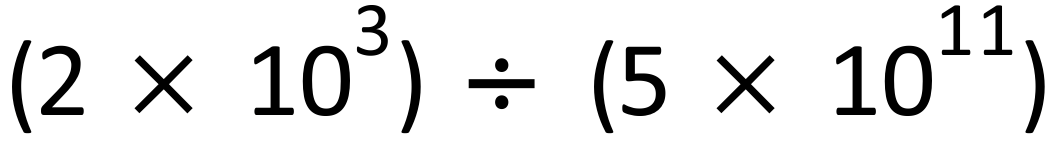 (2 × 10³) ÷ (5 × 10¹¹)